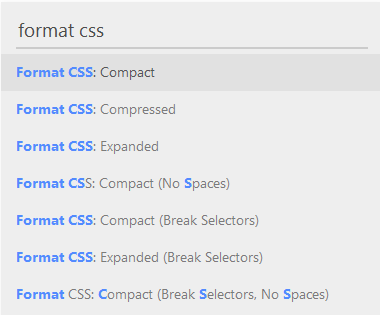 format css
Format CSS: Compact
Format CSS: Compressed
Format CSS: Expanded
Format CSS: Compact (No Spaces)
Format CSS: Compact (Break Selectors)
Format CSS: Expanded (Break Selectors)
Format CSS: Compact (Break Selectors, No Spaces)